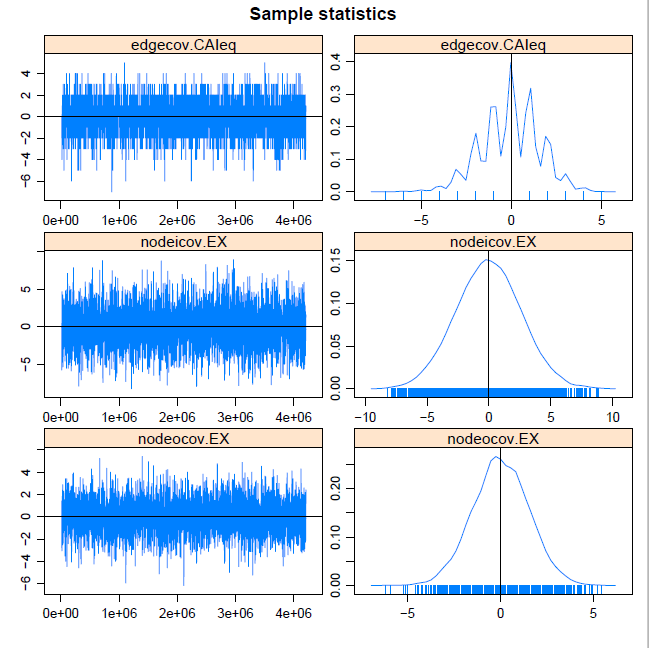 Sample statistics
edgecov.CAIeq
edgecov.CAIeq
4
2
0
−2
−4
−6
0e+00 1e+06 2e+06 3e+06 4e+06
0.4
0.3
0.2
0.1
0.0
−5 0 5
nodeicov.EX
nodeicov.EX
5
0
−5
0e+00 1e+06 2e+06 3e+06 4e+06
0.15
0.10
0.05
0.00
−10 −5 0 5 10
nodeocov.EX
nodeocov.EX
4
2
0
−2
−4
−6
0e+00 1e+06 2e+06 3e+06 4e+06
0.20
0.10
0.00
−5 0 5